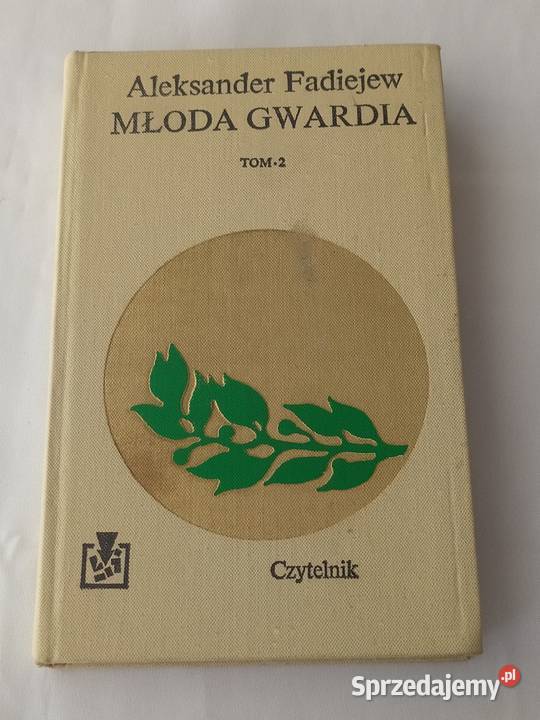 Aleksander Fadiejew
MŁODA GWARDIA
TOM·2
Czytelnik
Sprzedajemy.pl